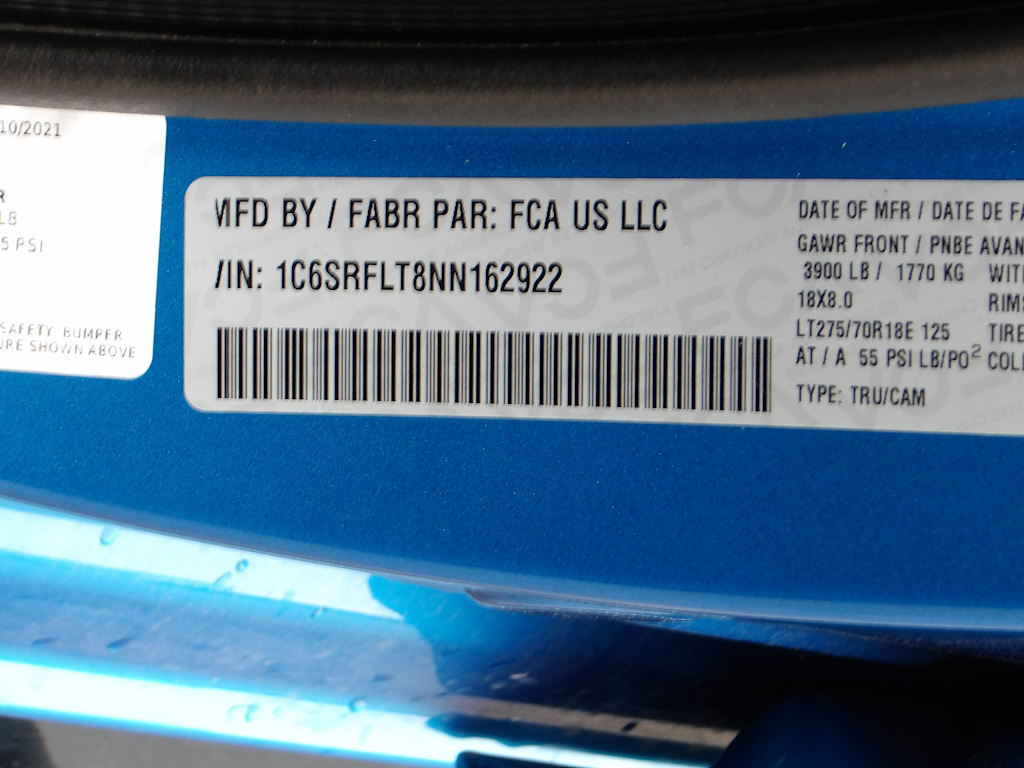 10/2021
R
LB
5 PSI
SAFETY BUMPER
URE SHOWN ABOVE
MFD BY / FABR PAR: FCA US LLC
VIN: 1C6SRFLT8NN162922
DATE OF MFR / DATE DE FA
GAWR FRONT / PNBE AVAN
3900 LB / 1770 KG WITH
18X8.0 RIMS
LT275/70R18E 125 TIRE
AT / A 55 PSI LB/PO² COL
TYPE: TRU/CAM